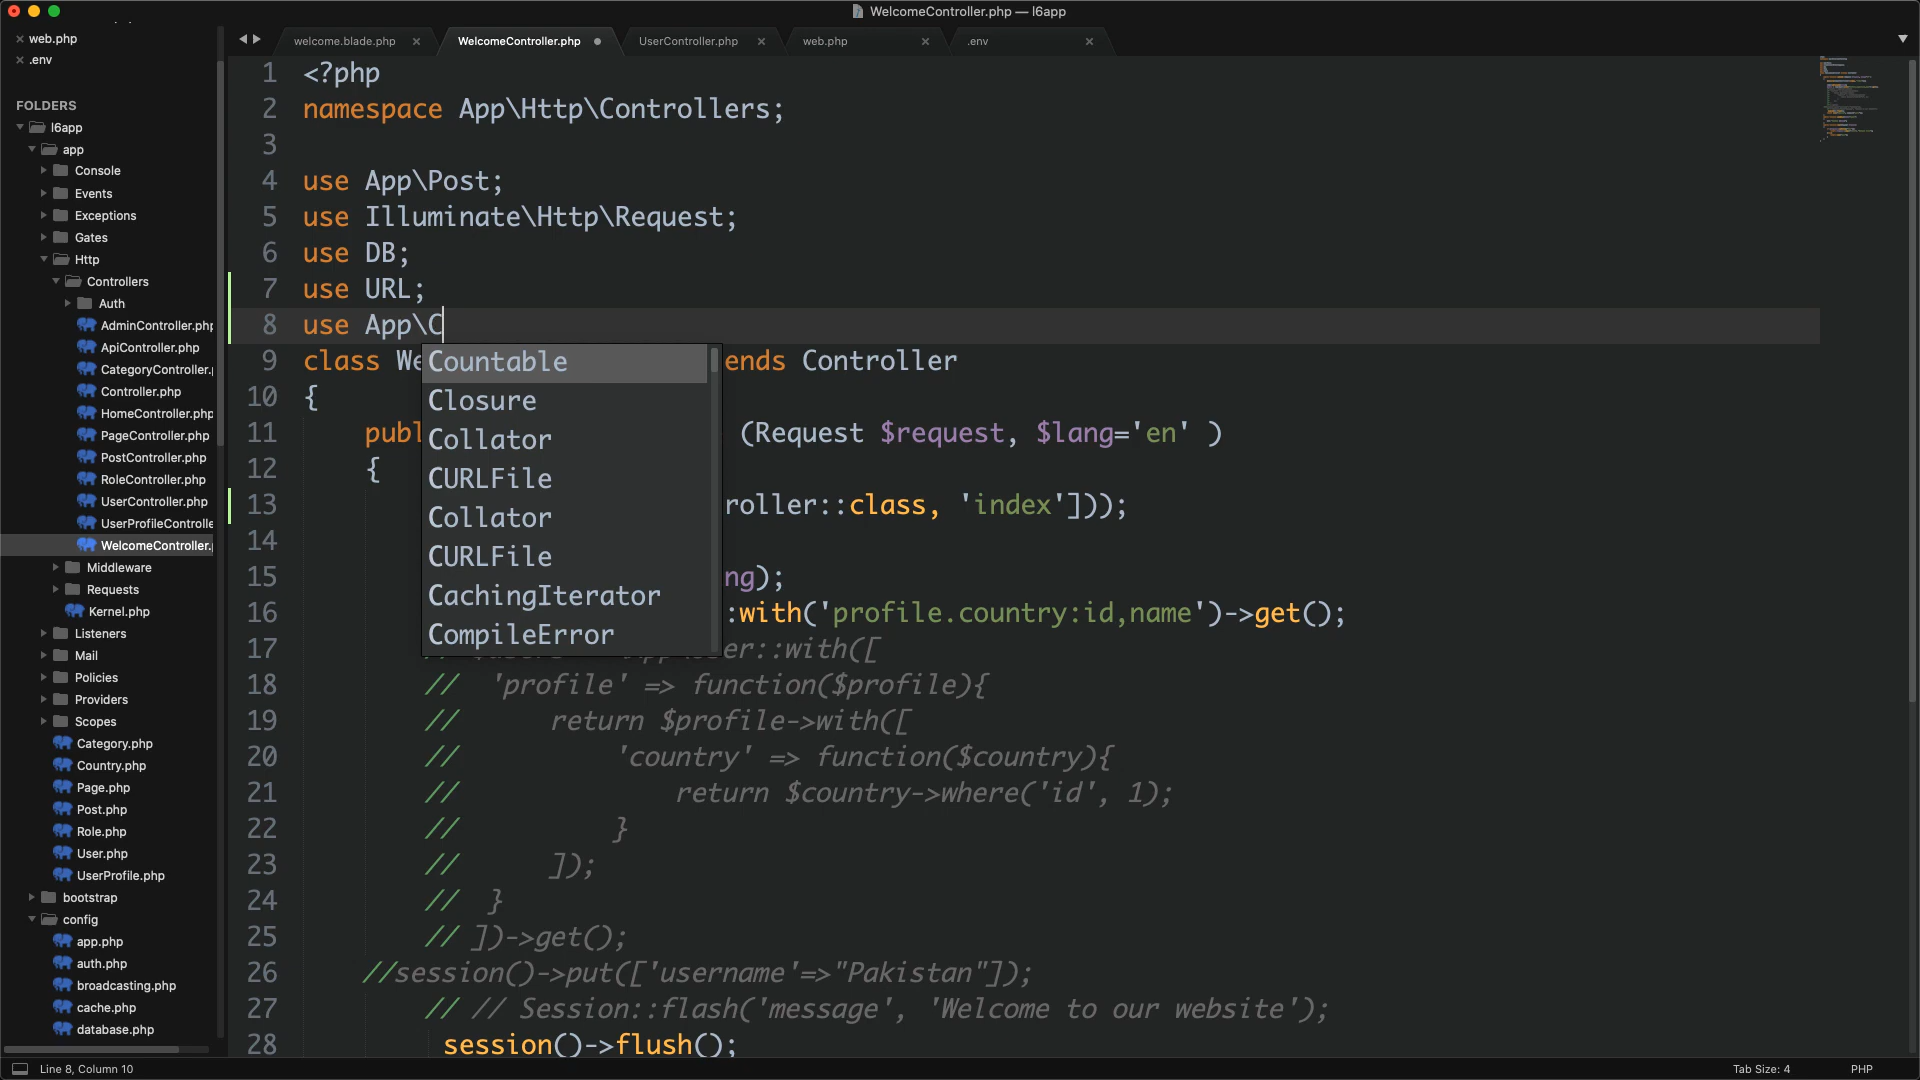 WelcomeController.php — l6app
web.php
.env
welcome.blade.php
WelcomeController.php
UserController.php
web.php
.env
FOLDERS
l6app
app
Console
Events
Exceptions
Gates
Http
Controllers
Auth
AdminController.php
ApiController.php
CategoryController.
Controller.php
HomeController.php
PageController.php
PostController.php
RoleController.php
UserController.php
UserProfileControlle
WelcomeController.
Middleware
Requests
Kernel.php
Listeners
Mail
Policies
Providers
Scopes
Category.php
Country.php
Page.php
Post.php
Role.php
User.php
UserProfile.php
bootstrap
config
app.php
auth.php
broadcasting.php
cache.php
database.php
1 <?php
2 namespace App\Http\Controllers;
3
4 use App\Post;
5 use Illuminate\Http\Request;
6 use DB;
7 use URL;
8 use App\C
9 class We ends Controller
10 {
11 publ (Request $request, $lang='en' )
12 {
13 roller::class, 'index']));
14
15 ng);
16 :with('profile.country:id,name')->get();
17 er::with([
18 // 'profile' => function($profile){
19 // return $profile->with([
20 // 'country' => function($country){
21 // return $country->where('id', 1);
22 // }
23 // ]);
24 // }
25 // ])->get();
26 //session()->put(['username'=>"Pakistan"]);
27 // // Session::flash('message', 'Welcome to our website');
28 session()->flush();
Countable
Closure
Collator
CURLFile
Collator
CURLFile
CachingIterator
CompileError
Line 8, Column 10
Tab Size: 4
PHP